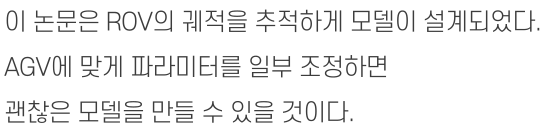 이 논문은 ROV의 궤적을 추적하게 모델이 설계되었다.
AGV에 맞게 파라미터를 일부 조정하면
괜찮은 모델을 만들 수 있을 것이다.